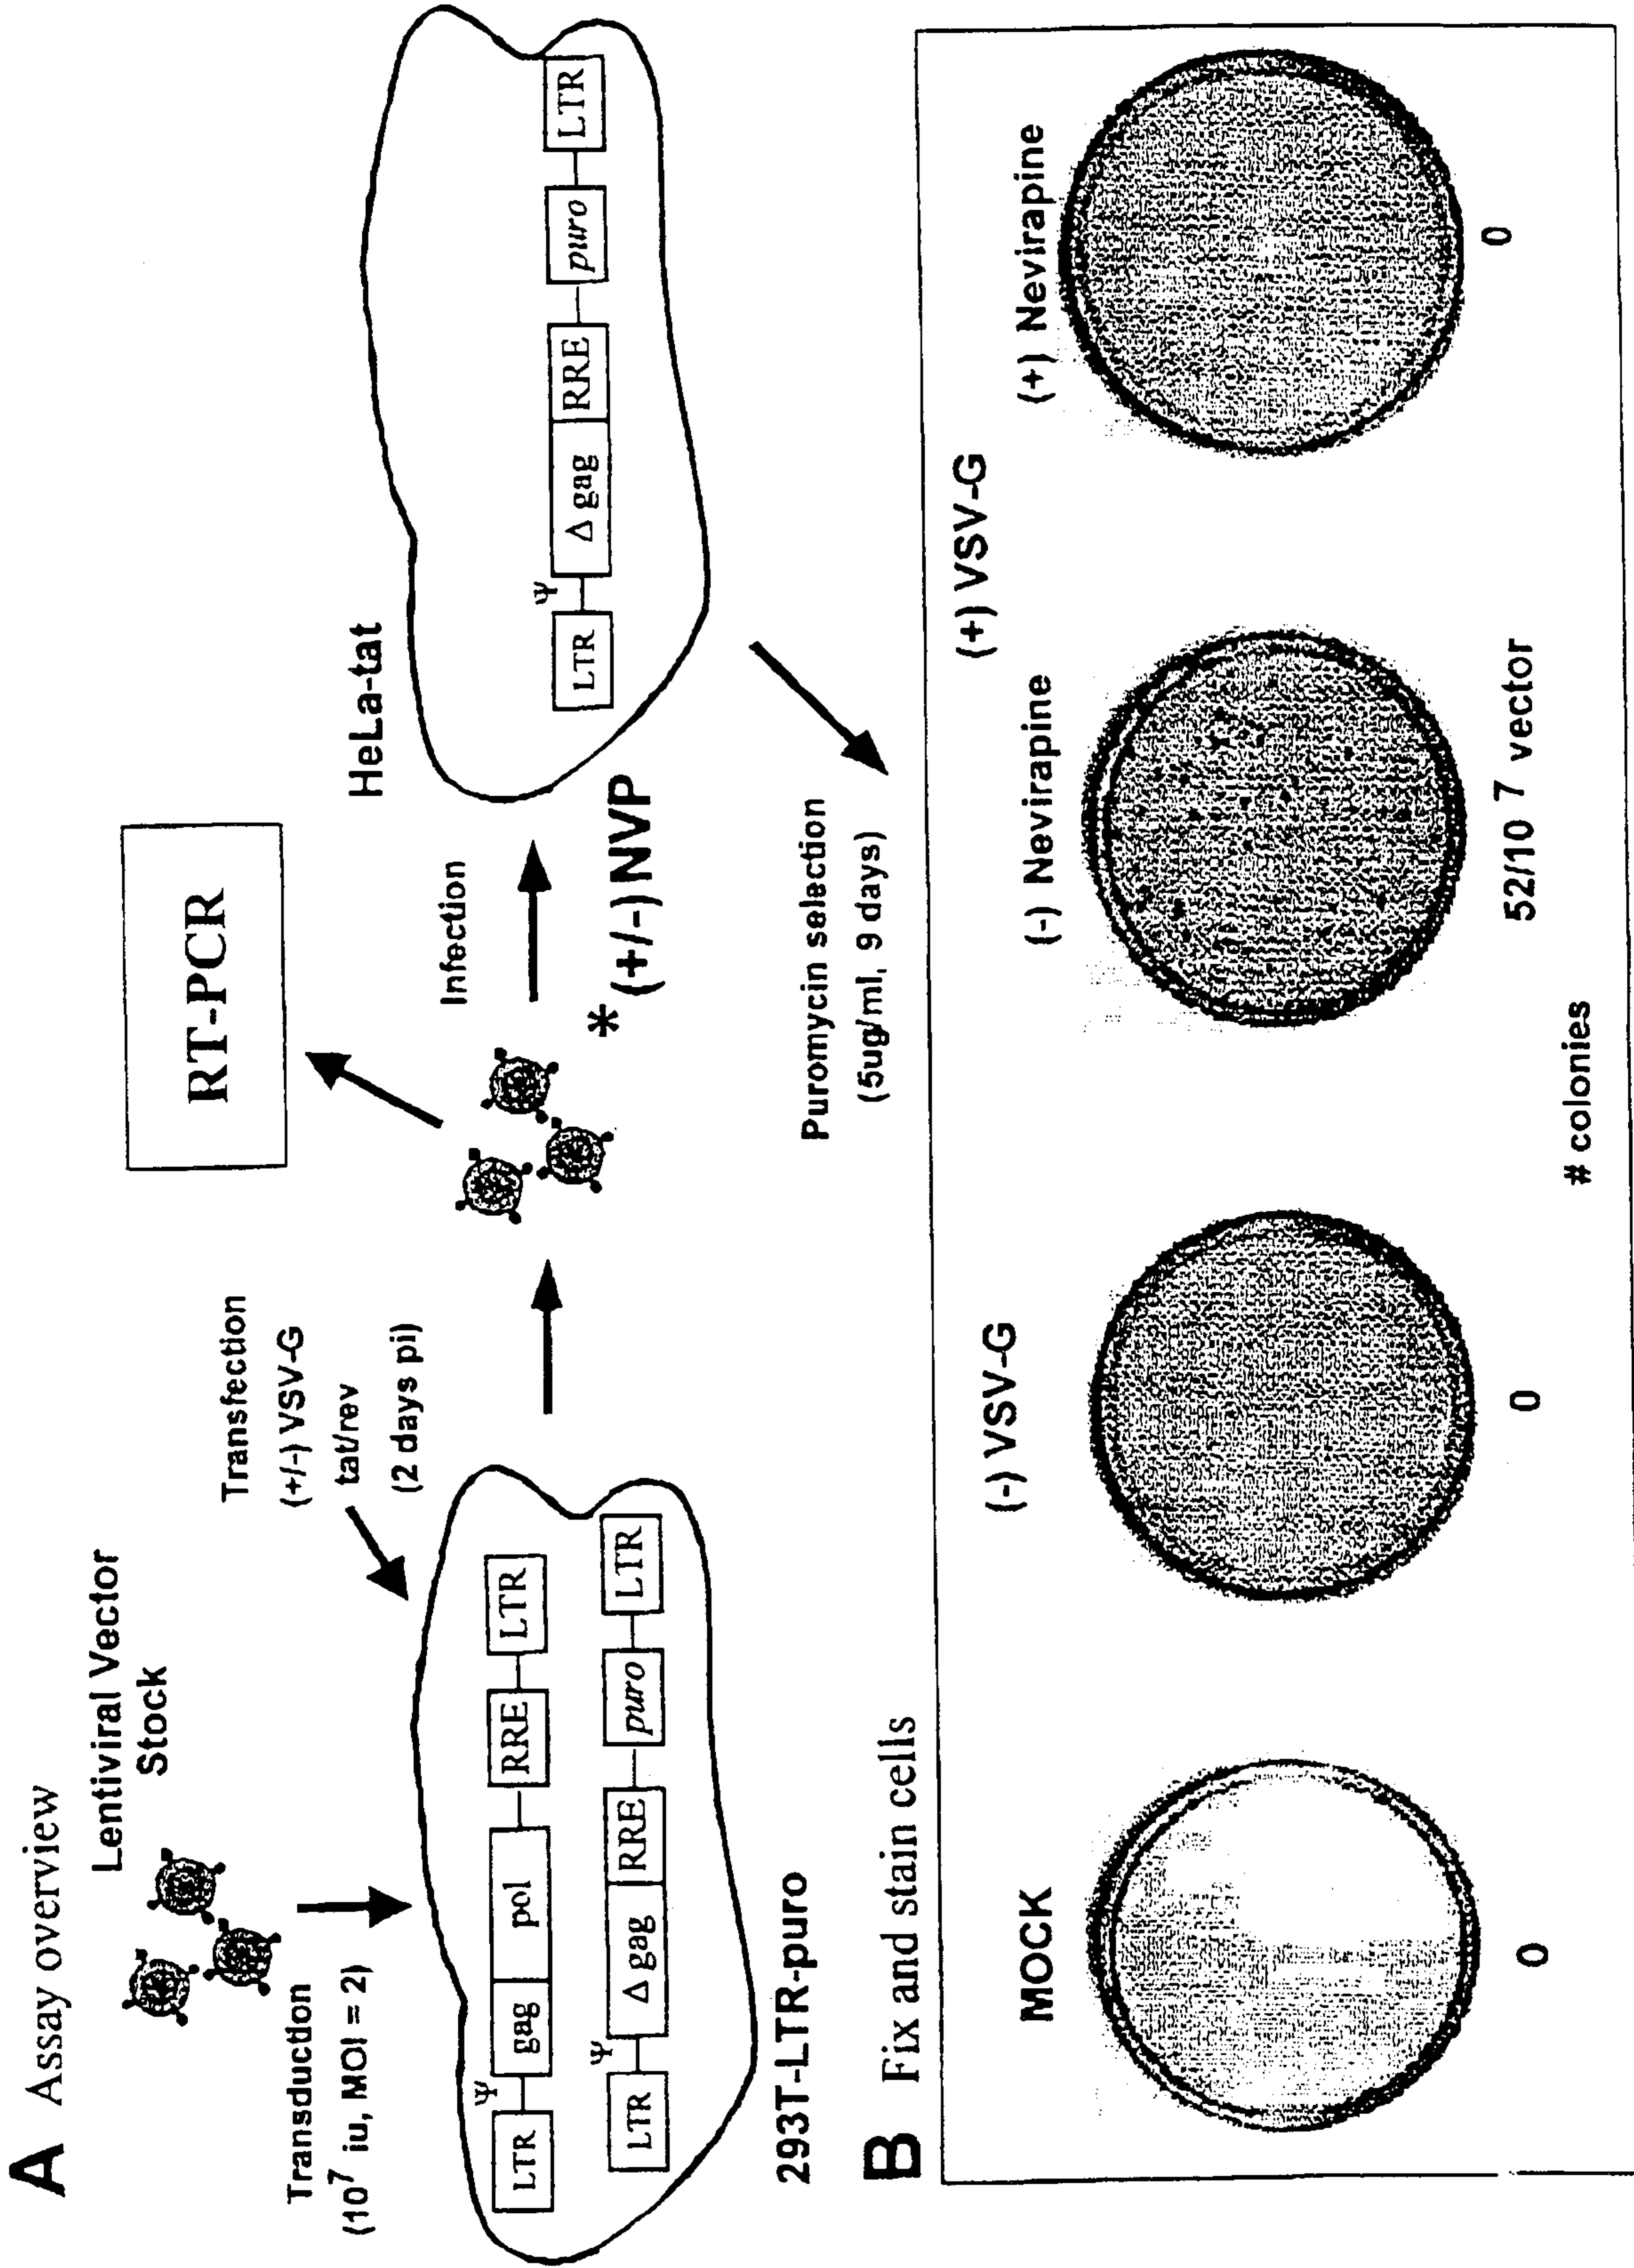 A Assay overview
Lentiviral Vector
Stock
Transduction
(10⁷ iu, MOI = 2)
Transfection
(+/-) VSV-G
tat/rev
(2 days pi)
RT-PCR
Infection
*(+/-) NVP
HeLa-tat
LTR Ψ gag pol RRE LTR
LTR Ψ Δ gag RRE puro LTR
293T-LTR-puro
LTR Ψ Δ gag RRE puro LTR
Puromycin selection
(5ug/ml, 9 days)
B Fix and stain cells
(+) VSV-G
MOCK (-) VSV-G (-) Nevirapine (+) Nevirapine
0 0 52/10 7 vector 0
# colonies